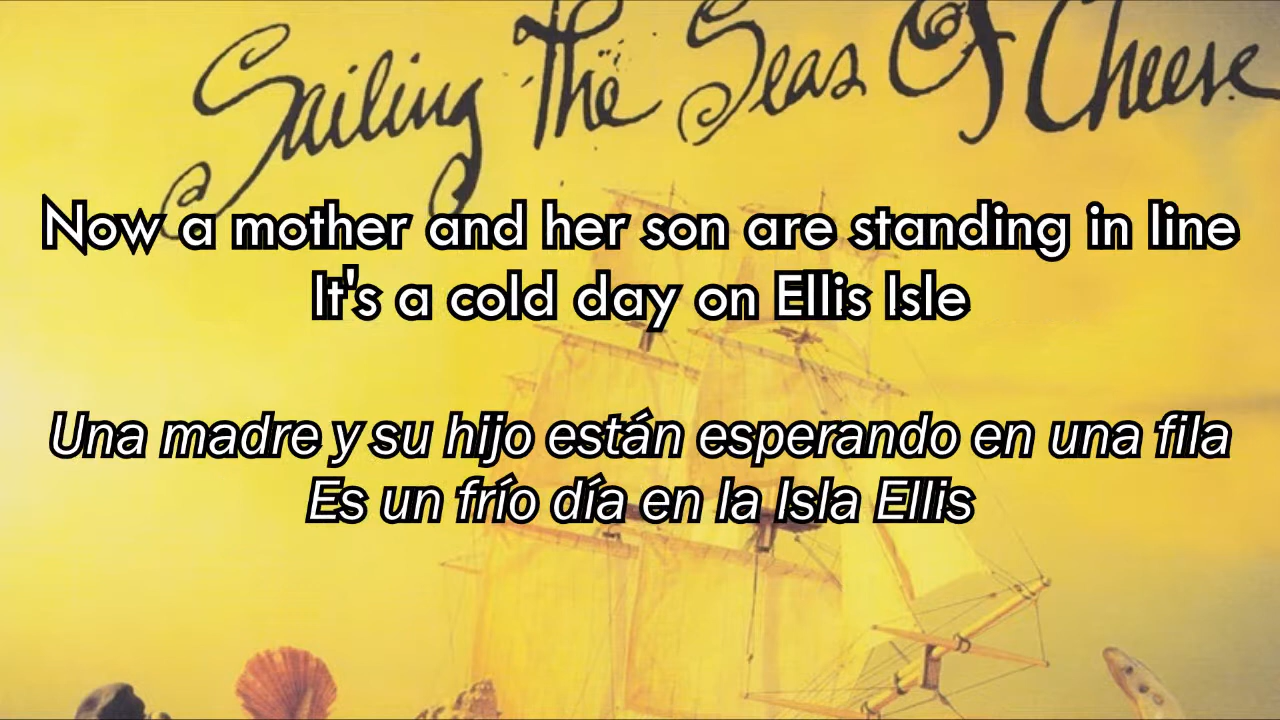 Sailing The Seas Of Cheese
Now a mother and her son are standing in line
It's a cold day on Ellis Isle
Una madre y su hijo están esperando en una fila
Es un frío día en la Isla Ellis